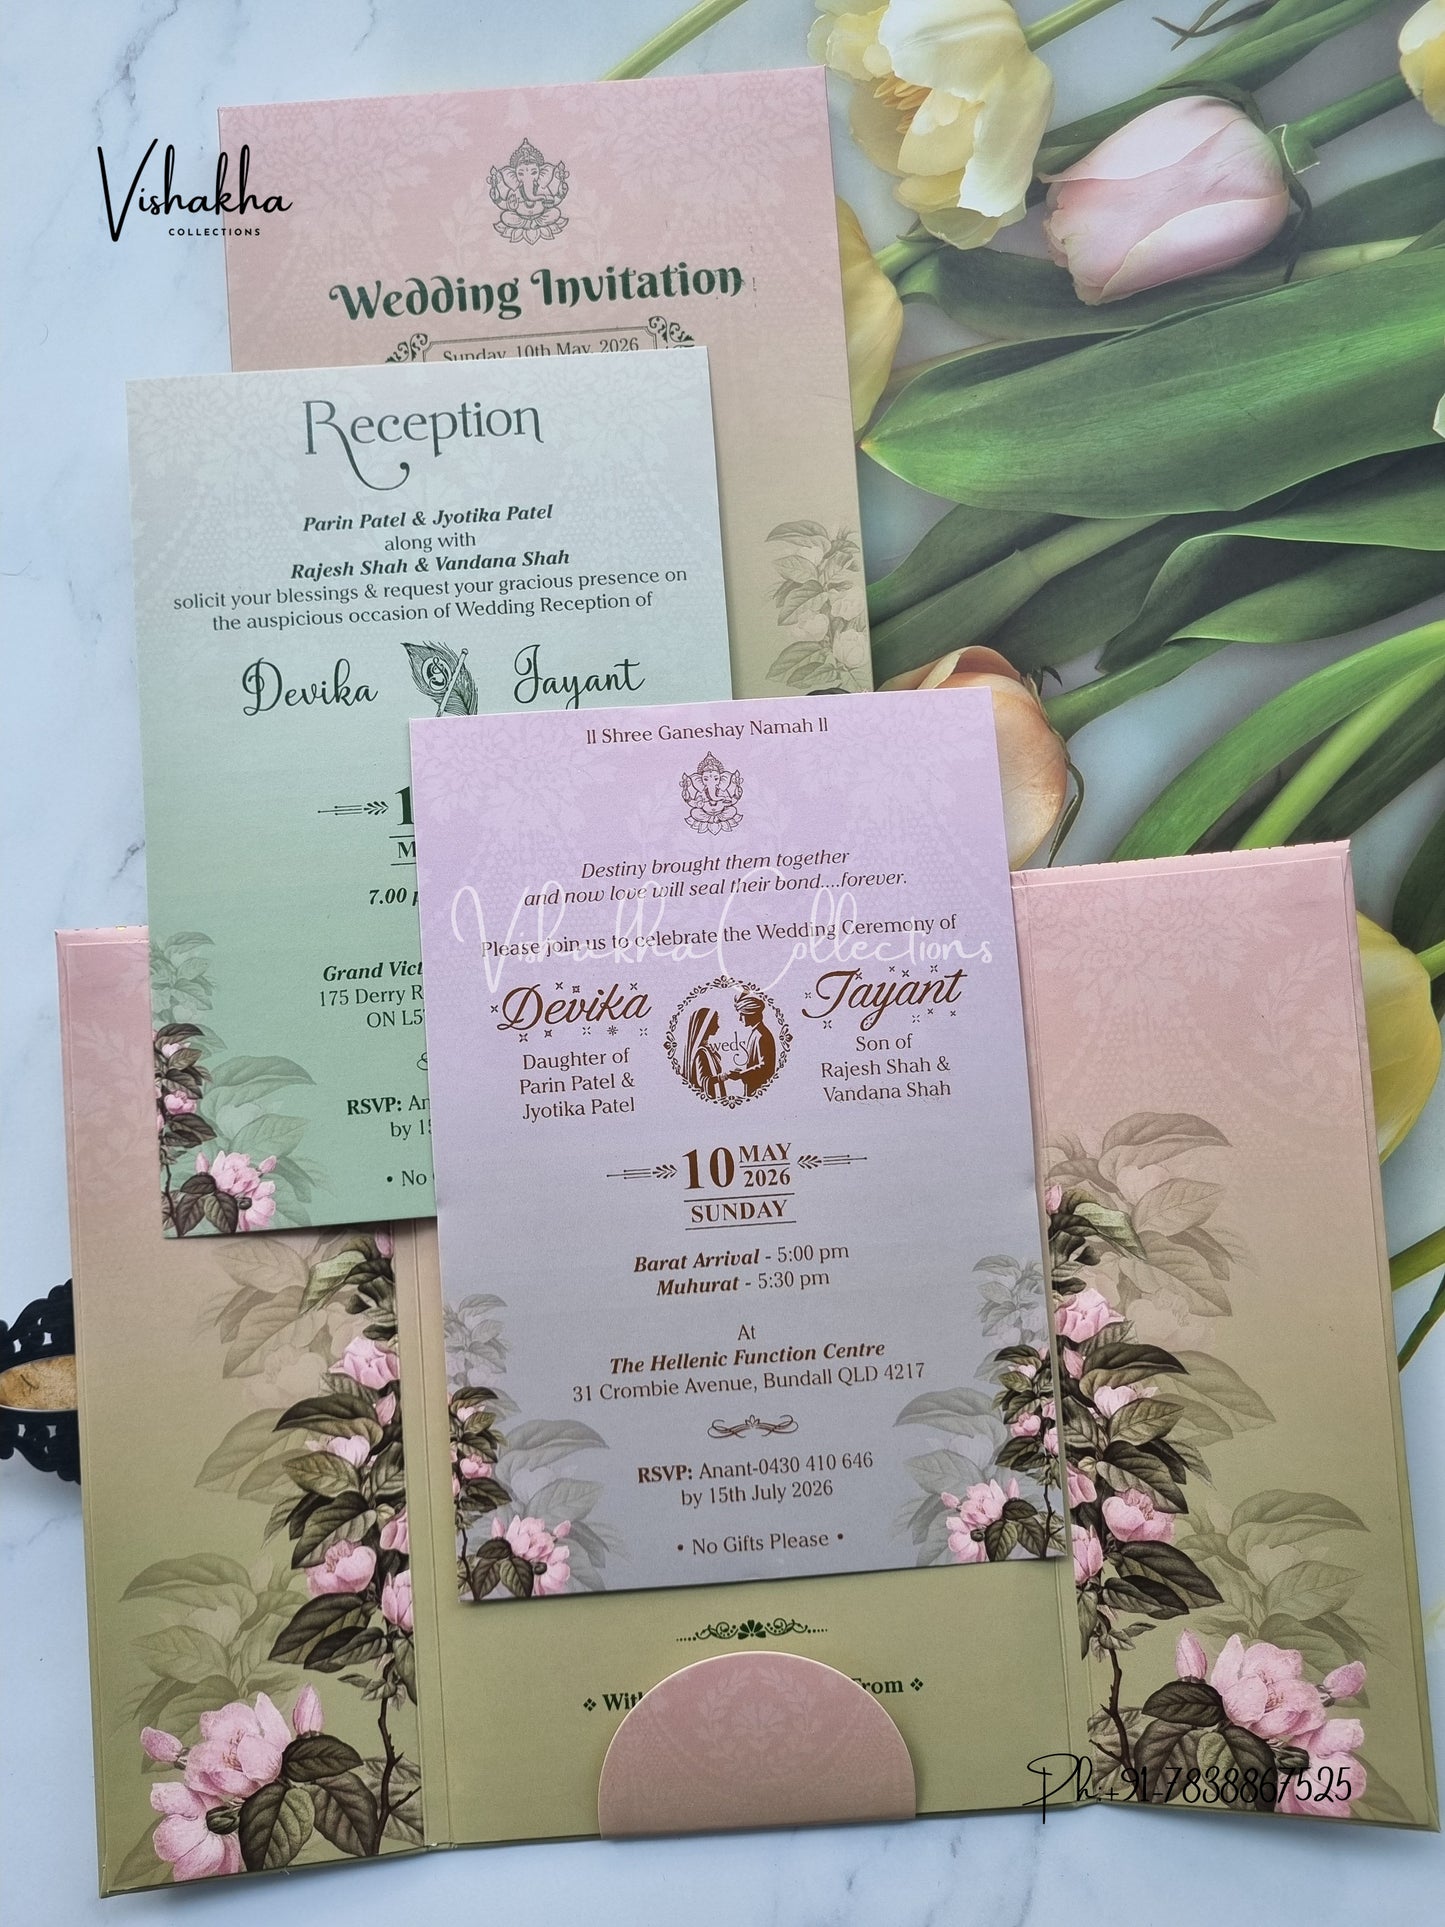 Vishakha
COLLECTIONS
Wedding Invitation
Sunday, 10th May, 2026
Reception
Parin Patel & Jyotika Patel
along with
Rajesh Shah & Vandana Shah
solicit your blessings & request your gracious presence on
the auspicious occasion of Wedding Reception of
Devika & Jayant
7.00
Grand
175 Derry
ON
RSVP:
by
• No
ll Shree Ganeshay Namah ll
Destiny brought them together
and now love will seal their bond....forever.
Vishakha Collections
Please join us to celebrate the Wedding Ceremony of
Devika weds Jayant
Daughter of
Parin Patel &
Jyotika Patel
Son of
Rajesh Shah &
Vandana Shah
10 MAY
2026
SUNDAY
Barat Arrival - 5:00 pm
Muhurat - 5:30 pm
At
The Hellenic Function Centre
31 Crombie Avenue, Bundall QLD 4217
RSVP: Anant-0430 410 646
by 15th July 2026
• No Gifts Please •
From
Ph:+91-7838867525